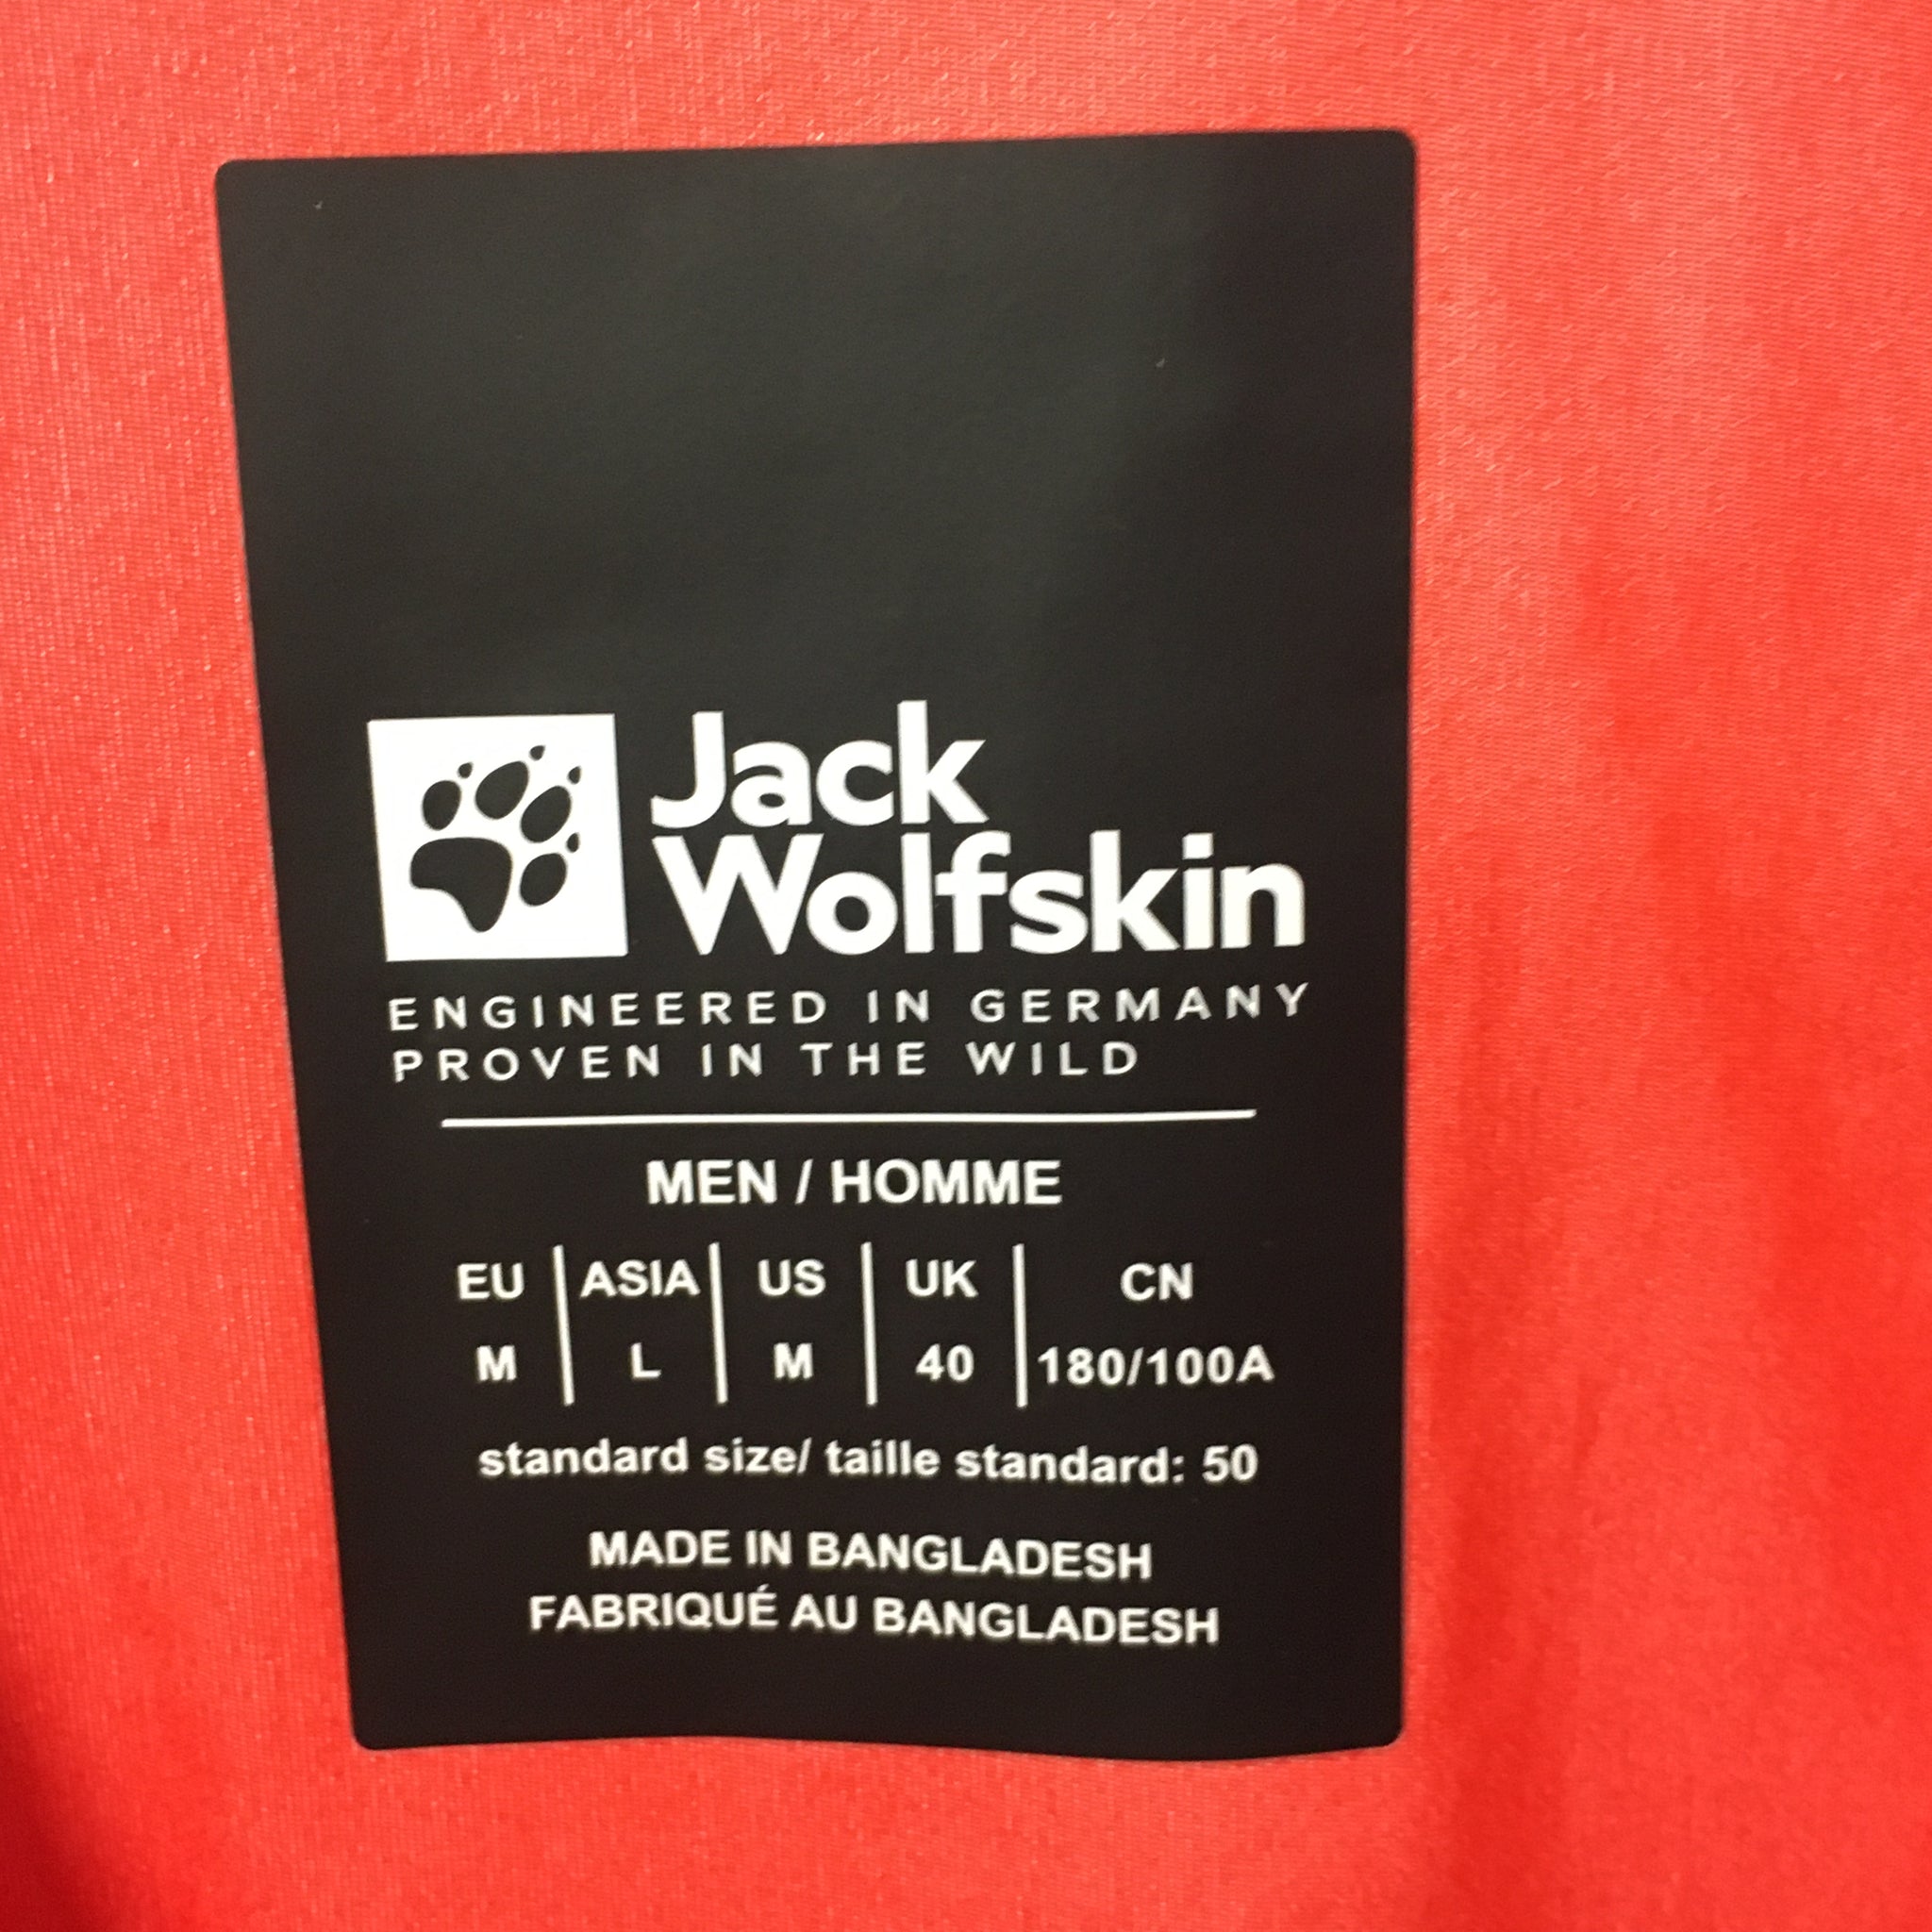 Jack
Wolfskin
ENGINEERED IN GERMANY
PROVEN IN THE WILD
MEN / HOMME
EU ASIA US UK CN
M L M 40 180/100A
standard size/ taille standard: 50
MADE IN BANGLADESH
FABRIQUÉ AU BANGLADESH